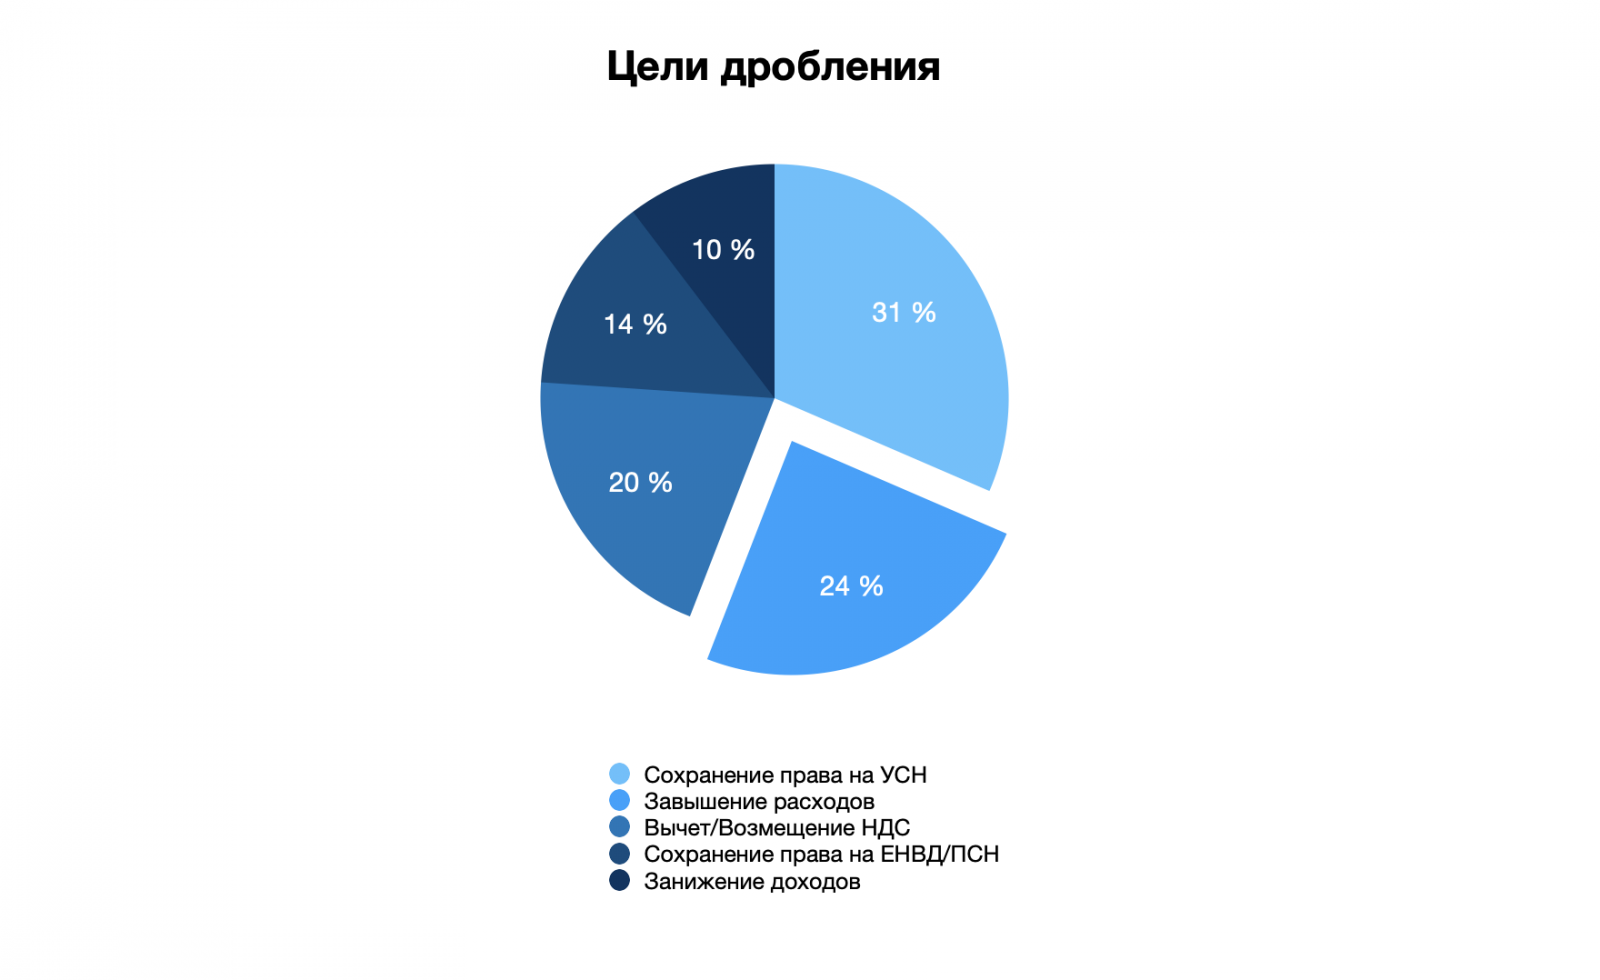 Цели дробления
10 %
31 %
14 %
20 %
24 %
Сохранение права на УСН
Завышение расходов
Вычет/Возмещение НДС
Сохранение права на ЕНВД/ПСН
Занижение доходов